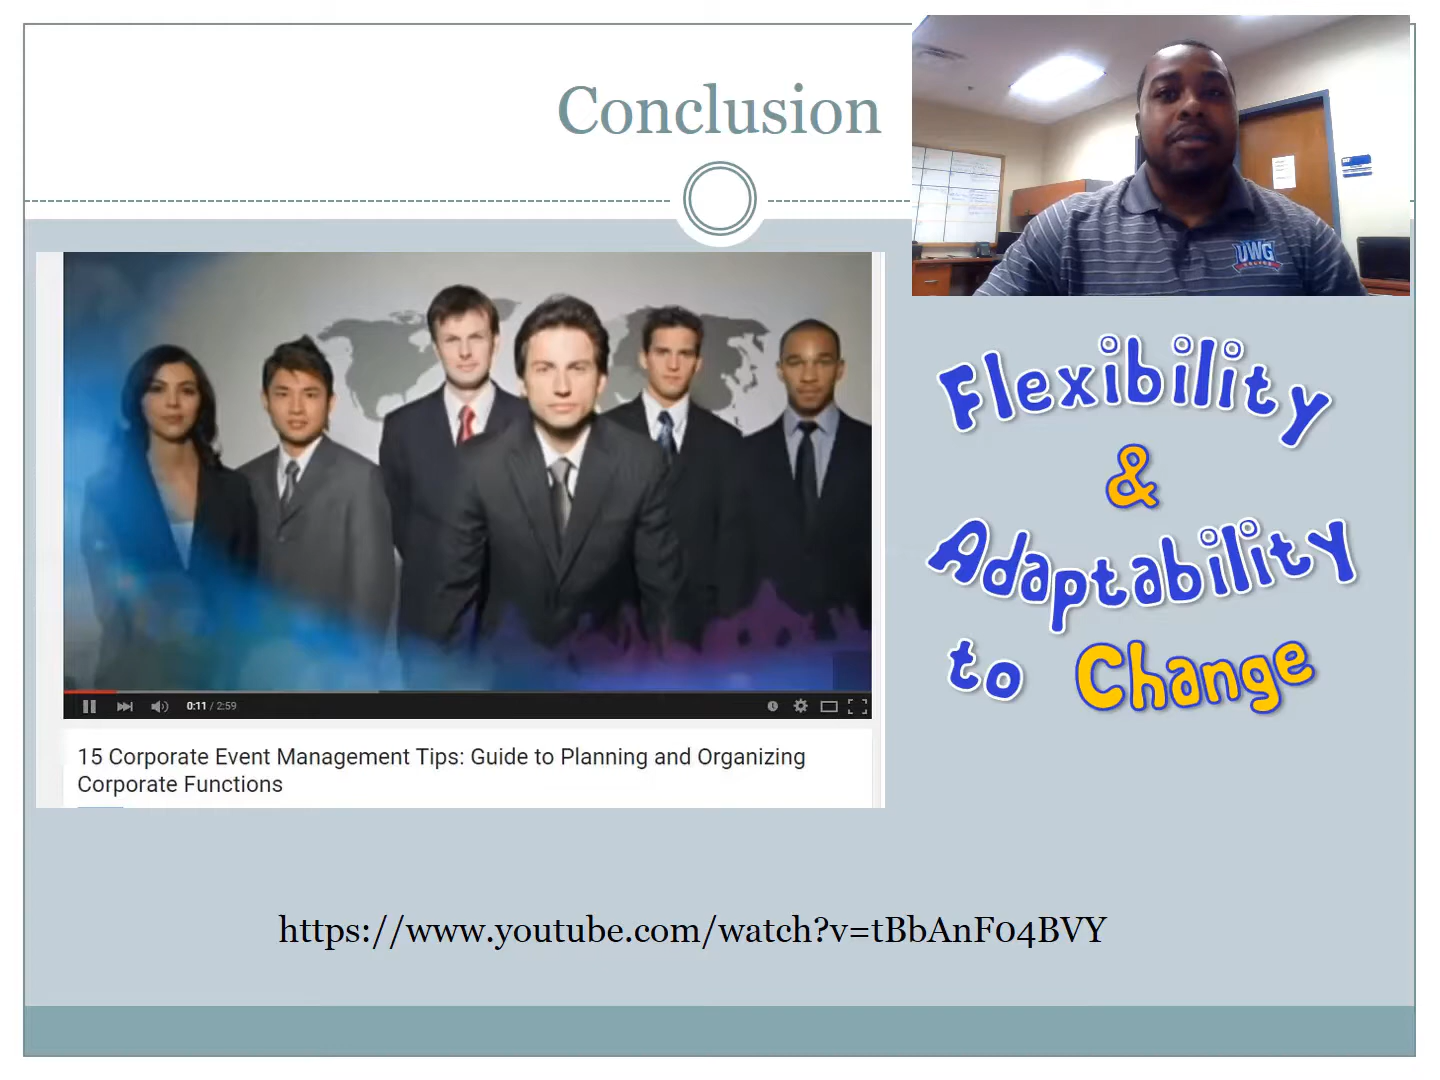 Conclusion
UWG
Flexibility
&
Adaptability
to Change
0:11 / 2:59
15 Corporate Event Management Tips: Guide to Planning and Organizing
Corporate Functions
https://www.youtube.com/watch?v=tBbAnF04BVY